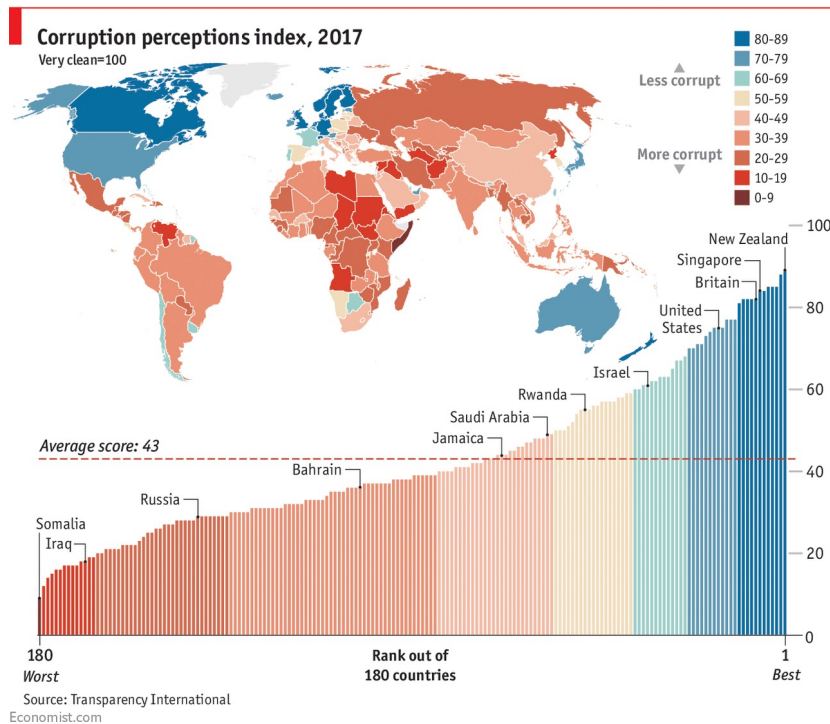 Corruption perceptions index, 2017
Very clean=100
80-89
70-79
60-69
50-59
40-49
30-39
20-29
10-19
0-9
Less corrupt
More corrupt
100
80
60
40
20
0
New Zealand
Singapore
Britain
United
States
Israel
Rwanda
Saudi Arabia
Jamaica
Average score: 43
Bahrain
Russia
Somalia
Iraq
180
Worst
Rank out of
180 countries
1
Best
Source: Transparency International
Economist.com